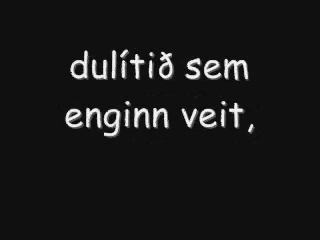 dulítið sem
enginn veit,